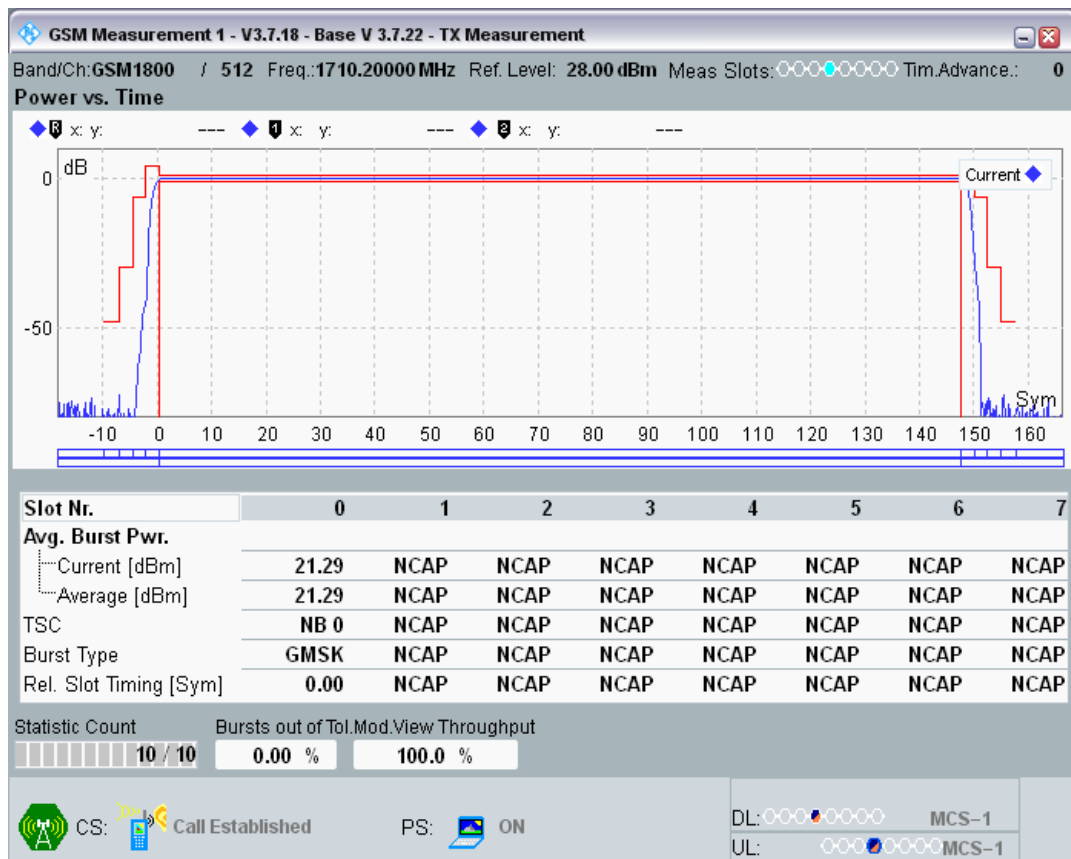 GSM Measurement 1 - V3.7.18 - Base V 3.7.22 - TX Measurement
Band/Ch:GSM1800 / 512 Freq.:1710.20000 MHz Ref. Level: 28.00 dBm Meas Slots: Tim.Advance.: 0
Power vs. Time
R x: y: --- 1 x: y: --- 2 x: y: ---
dB
Current
0
-50
Sym
-10 0 10 20 30 40 50 60 70 80 90 100 110 120 130 140 150 160
Slot Nr. 0 1 2 3 4 5 6 7
Avg. Burst Pwr.
Current [dBm] 21.29 NCAP NCAP NCAP NCAP NCAP NCAP NCAP
Average [dBm] 21.29 NCAP NCAP NCAP NCAP NCAP NCAP NCAP
TSC NB 0 NCAP NCAP NCAP NCAP NCAP NCAP NCAP
Burst Type GMSK NCAP NCAP NCAP NCAP NCAP NCAP NCAP
Rel. Slot Timing [Sym] 0.00 NCAP NCAP NCAP NCAP NCAP NCAP NCAP
Statistic Count Bursts out of Tol.Mod.View Throughput
10 / 10 0.00 % 100.0 %
CS: Call Established PS: ON
DL: MCS-1
UL: MCS-1